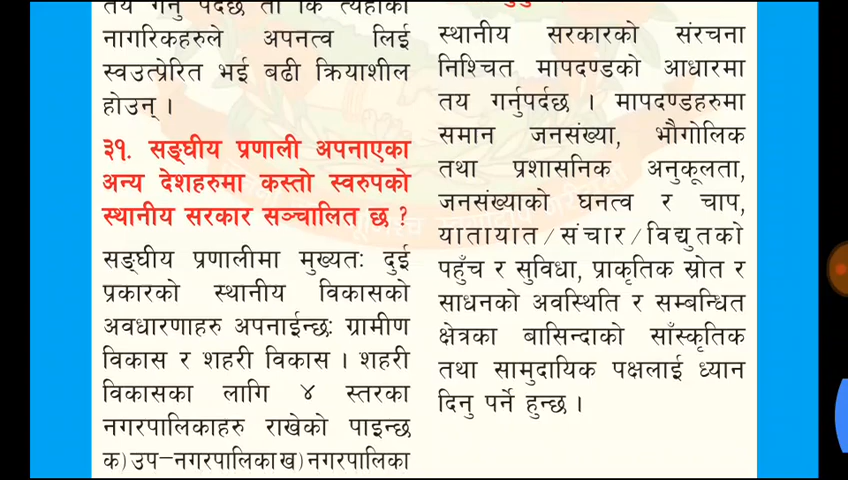 तय गर्नु पर्दछ ता कि त्यहाँका
नागरिकहरुले अपनत्व लिई
स्वउत्प्रेरित भई बढी क्रियाशील
होउन् ।
३१. सङ्घीय प्रणाली अपनाएका
अन्य देशहरुमा कस्तो स्वरुपको
स्थानीय सरकार सञ्चालित छ ?
सङ्घीय प्रणालीमा मुख्यतः दुई
प्रकारको स्थानीय विकासको
अवधारणाहरु अपनाईन्छः ग्रामीण
विकास र शहरी विकास । शहरी
विकासका लागि ४ स्तरका
नगरपालिकाहरु राखेको पाइन्छ
क) उप–नगरपालिका ख) नगरपालिका
स्थानीय सरकारको संरचना
निश्चित मापदण्डको आधारमा
तय गर्नुपर्दछ । मापदण्डहरुमा
समान जनसंख्या, भौगोलिक
तथा प्रशासनिक अनुकूलता,
जनसंख्याको घनत्व र चाप,
यातायात/संचार/विद्युतको
पहुँच र सुविधा, प्राकृतिक स्रोत र
साधनको अवस्थिति र सम्बन्धित
क्षेत्रका बासिन्दाको साँस्कृतिक
तथा सामुदायिक पक्षलाई ध्यान
दिनु पर्ने हुन्छ ।